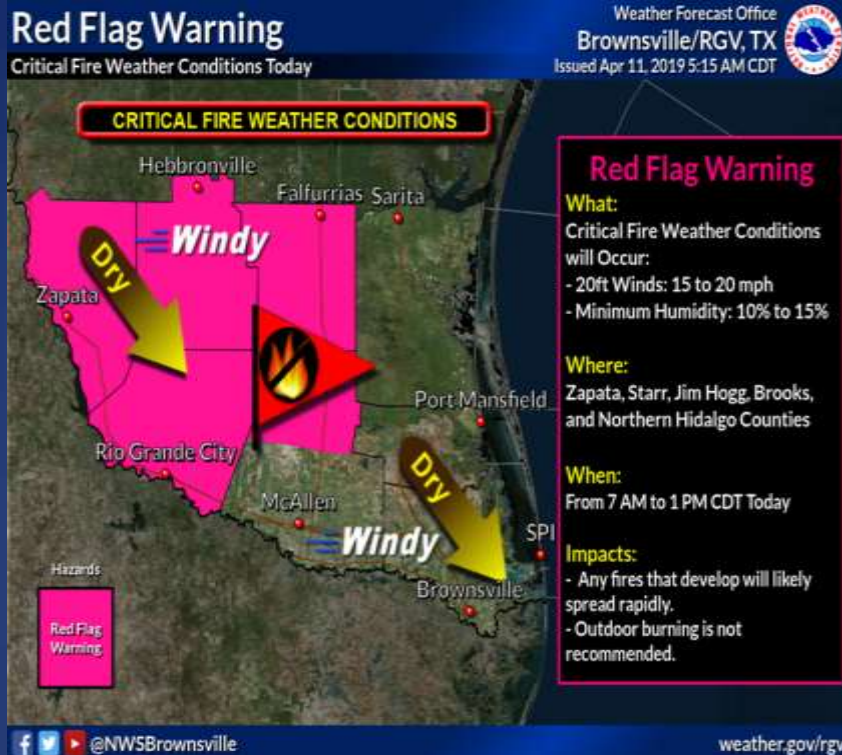 Red Flag Warning
Critical Fire Weather Conditions Today
Weather Forecast Office
Brownsville/RGV, TX
Issued Apr 11, 2019 5:15 AM CDT
CRITICAL FIRE WEATHER CONDITIONS
Hebbronville
Falfurrias
Sarita
Windy
Dry
Zapata
Port Mansfield
Rio Grande City
Dry
McAllen
Windy
SPI
Brownsville
Hazards
Red Flag
Warning
Red Flag Warning
What:
Critical Fire Weather Conditions
will Occur:
- 20ft Winds: 15 to 20 mph
- Minimum Humidity: 10% to 15%
Where:
Zapata, Starr, Jim Hogg, Brooks,
and Northern Hidalgo Counties
When:
From 7 AM to 1 PM CDT Today
Impacts:
- Any fires that develop will likely
spread rapidly.
- Outdoor burning is not
recommended.
@NWSBrownsville
weather.gov/rgv